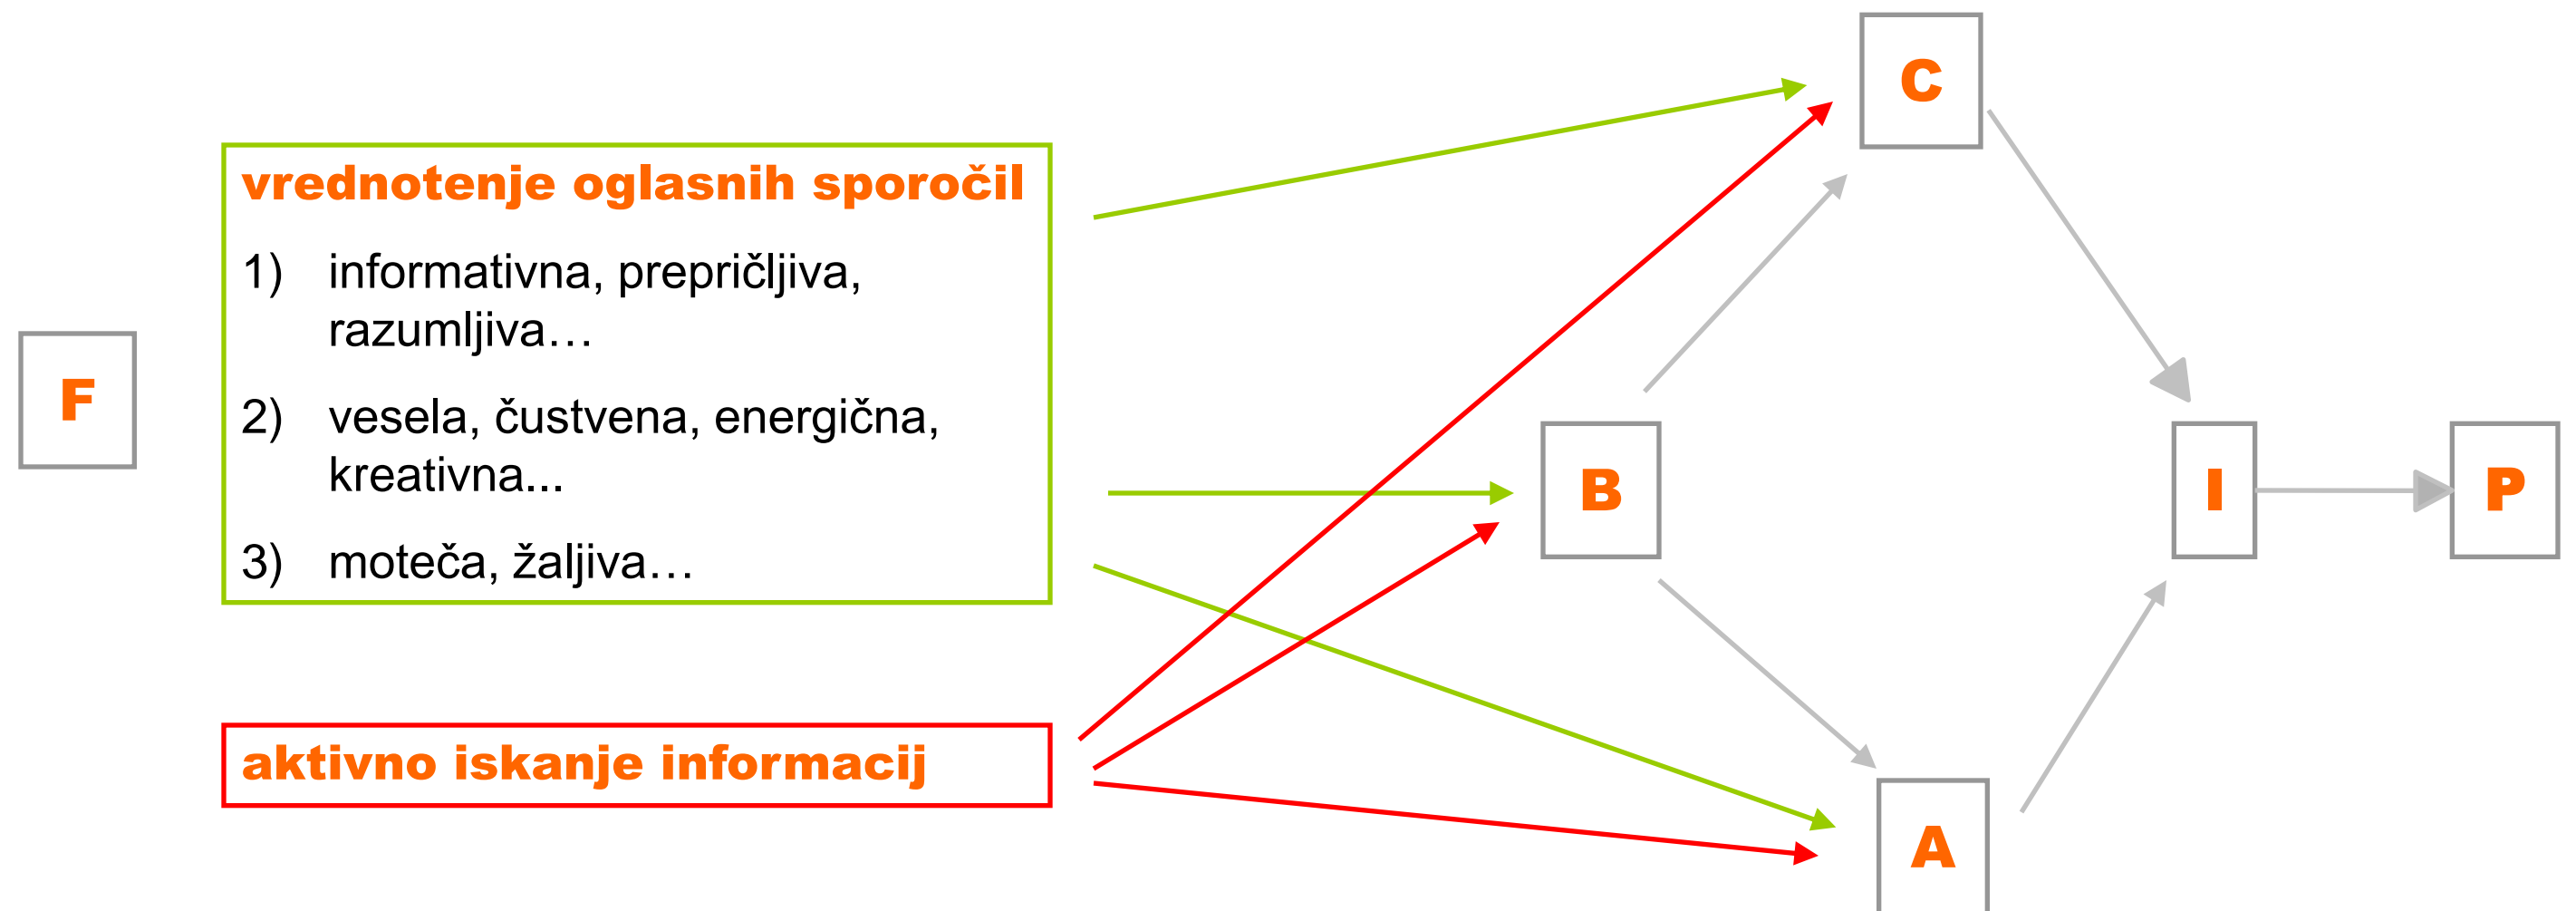 F
vrednotenje oglasnih sporočil
1) informativna, prepričljiva,
razumljiva…
2) vesela, čustvena, energična,
kreativna...
3) moteča, žaljiva…
aktivno iskanje informacij
C
B
A
I
P